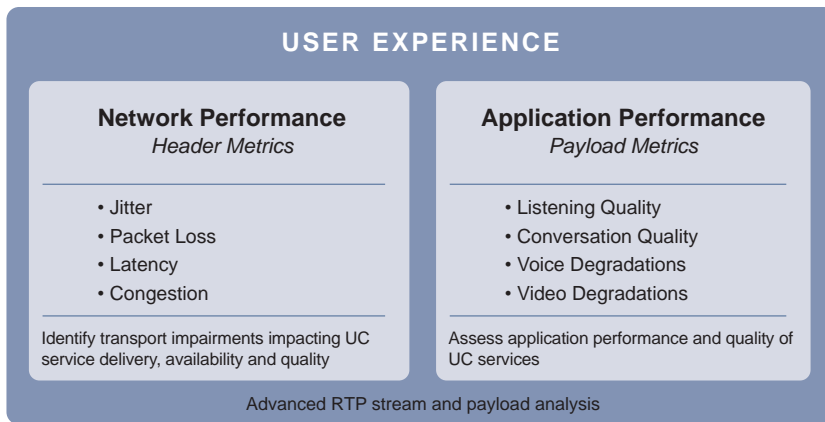 USER EXPERIENCE
Network Performance
Header Metrics
• Jitter
• Packet Loss
• Latency
• Congestion
Identify transport impairments impacting UC
service delivery, availability and quality
Application Performance
Payload Metrics
• Listening Quality
• Conversation Quality
• Voice Degradations
• Video Degradations
Assess application performance and quality of
UC services
Advanced RTP stream and payload analysis